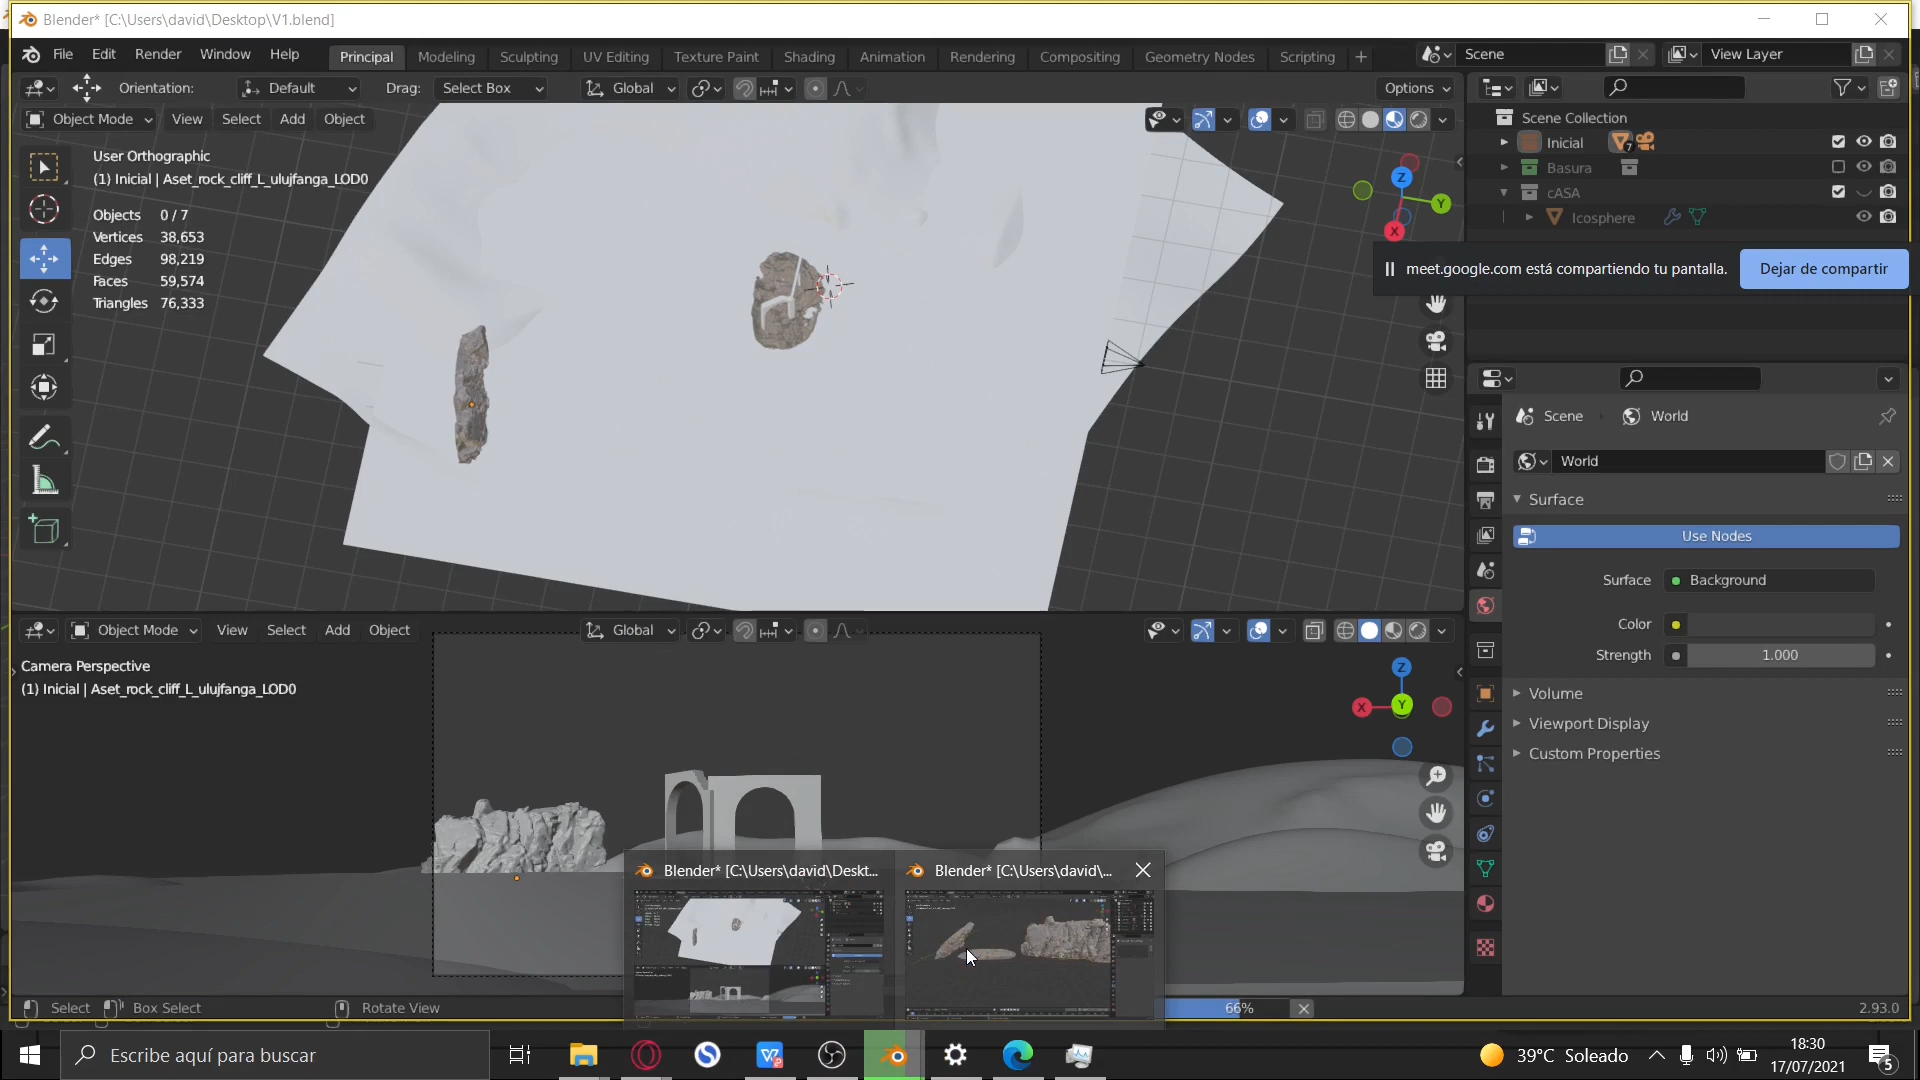 Blender* [C:\Users\david\Desktop\V1.blend]
File Edit Render Window Help Principal Modeling Sculpting UV Editing Texture Paint Shading Animation Rendering Compositing Geometry Nodes Scripting + Scene View Layer
Orientation: Default Drag: Select Box Global Options
Object Mode View Select Add Object
Scene Collection
User Orthographic
Inicial 7
(1) Inicial | Aset_rock_cliff_L_ulujfanga_LOD0
Basura
cASA
Objects 0 / 7
Icosphere
Vertices 38,653
Edges 98,219
Faces 59,574
Triangles 76,333
Z
Y
X
meet.google.com está compartiendo tu pantalla. Dejar de compartir
Scene World
World
Surface
Use Nodes
Surface Background
Color
Strength 1.000
Volume
Viewport Display
Custom Properties
Object Mode View Select Add Object Global
Camera Perspective
(1) Inicial | Aset_rock_cliff_L_ulujfanga_LOD0
Z
X Y
Blender* [C:\Users\david\Deskt... Blender* [C:\Users\david\...
Select Box Select Rotate View 66% 2.93.0
Escribe aquí para buscar
39°C Soleado
18:30
17/07/2021
5